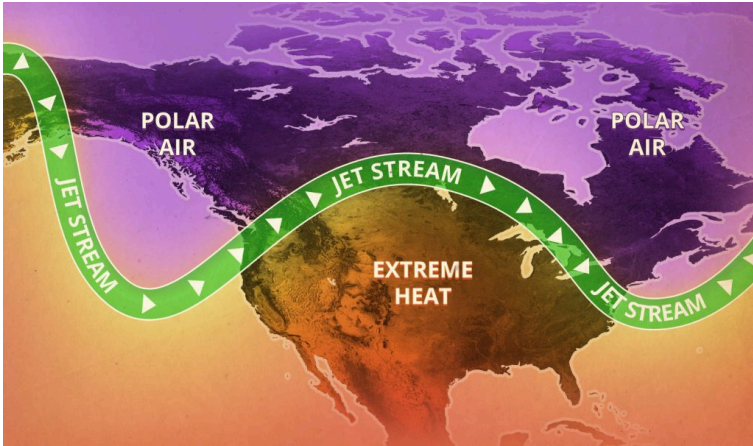 POLAR
AIR
POLAR
AIR
JET STREAM
JET STREAM
EXTREME
HEAT
JET STREAM